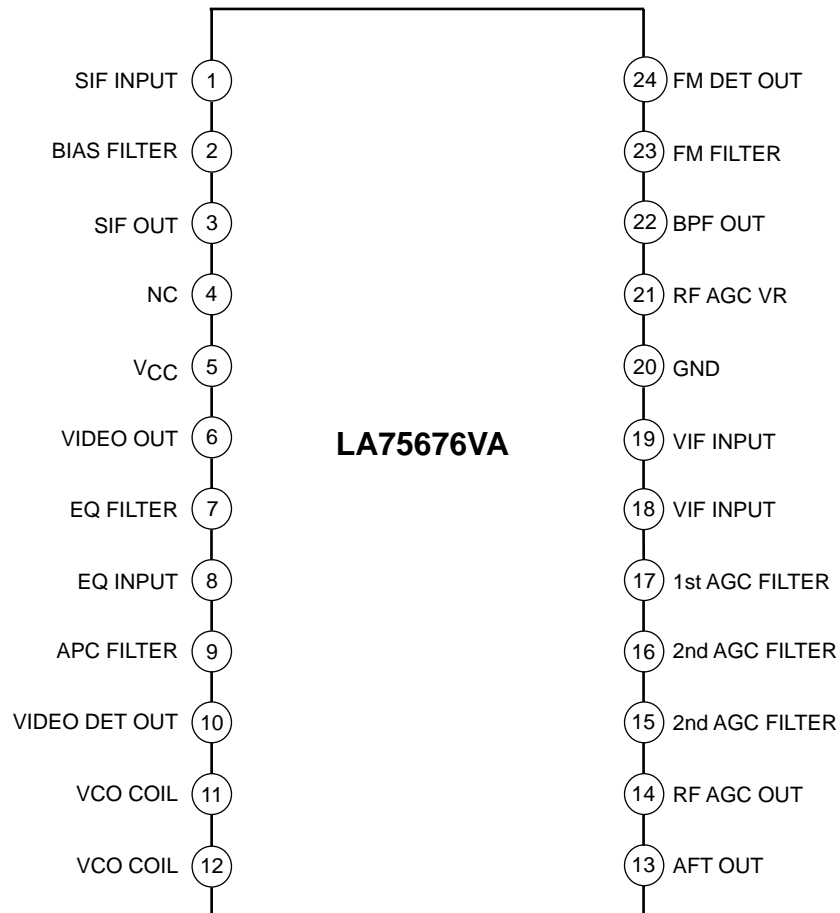 SIF INPUT 1
BIAS FILTER 2
SIF OUT 3
NC 4
VCC 5
VIDEO OUT 6
EQ FILTER 7
EQ INPUT 8
APC FILTER 9
VIDEO DET OUT 10
VCO COIL 11
VCO COIL 12
LA75676VA
24 FM DET OUT
23 FM FILTER
22 BPF OUT
21 RF AGC VR
20 GND
19 VIF INPUT
18 VIF INPUT
17 1st AGC FILTER
16 2nd AGC FILTER
15 2nd AGC FILTER
14 RF AGC OUT
13 AFT OUT